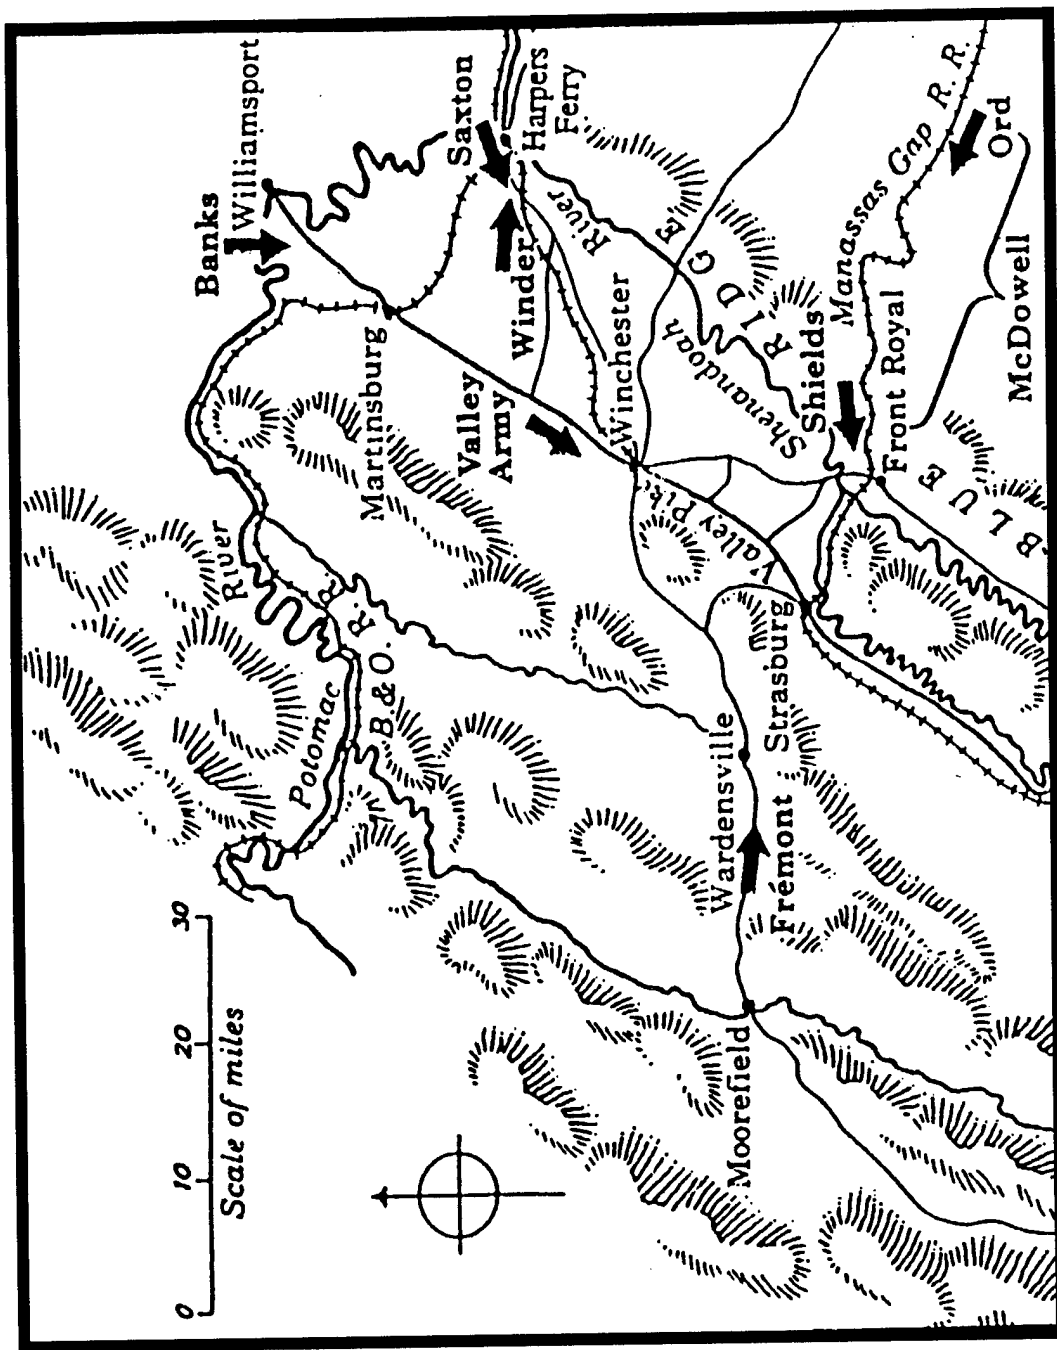 0 10 20 30
Scale of miles
Banks
Williamsport
Saxton
Harpers
Ferry
Winder
River
Martinsburg
Valley
Army
Winchester
Shenandoah
Valley Pike
River
Potomac
B. & O. R. R.
Shields
Manassas Gap R. R.
Ord
McDowell
Front Royal
BLUE RIDGE
Strasburg
Wardensville
Frémont
Moorefield